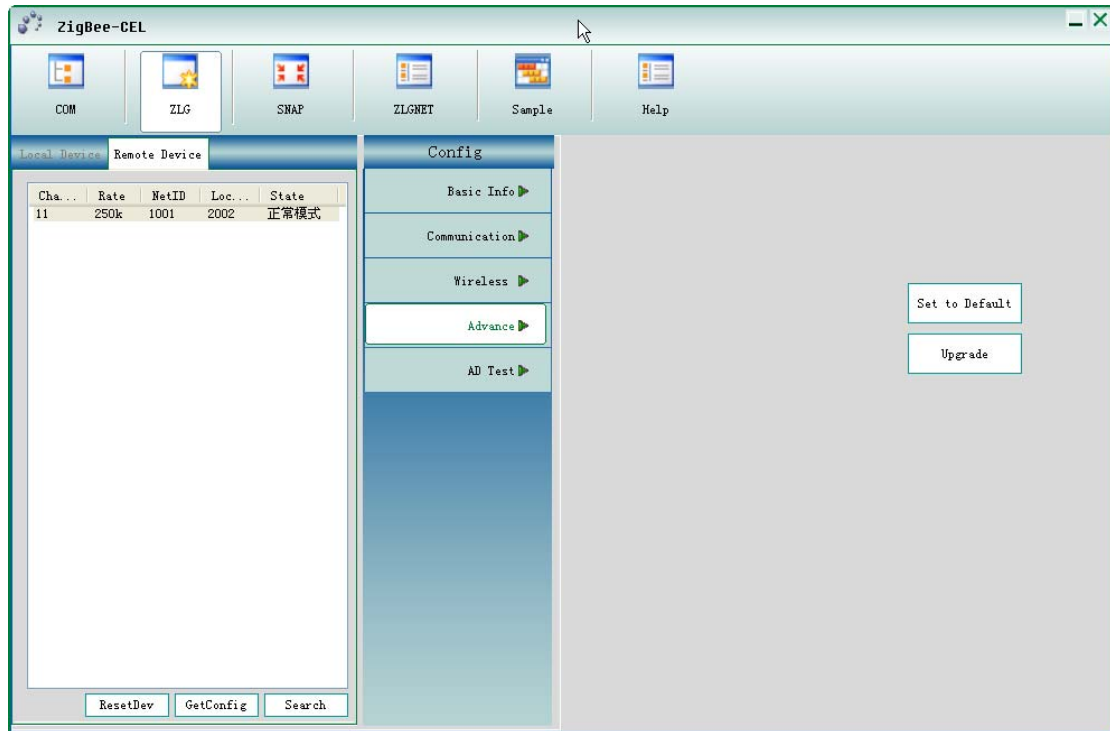 ZigBee-CEL
COM ZLG SNAP ZLGNET Sample Help
Local Device Remote Device
Config
Cha... Rate NetID Loc... State
11 250k 1001 2002 正常模式
Basic Info
Communication
Wireless
Advance
AD Test
Set to Default
Upgrade
ResetDev GetConfig Search